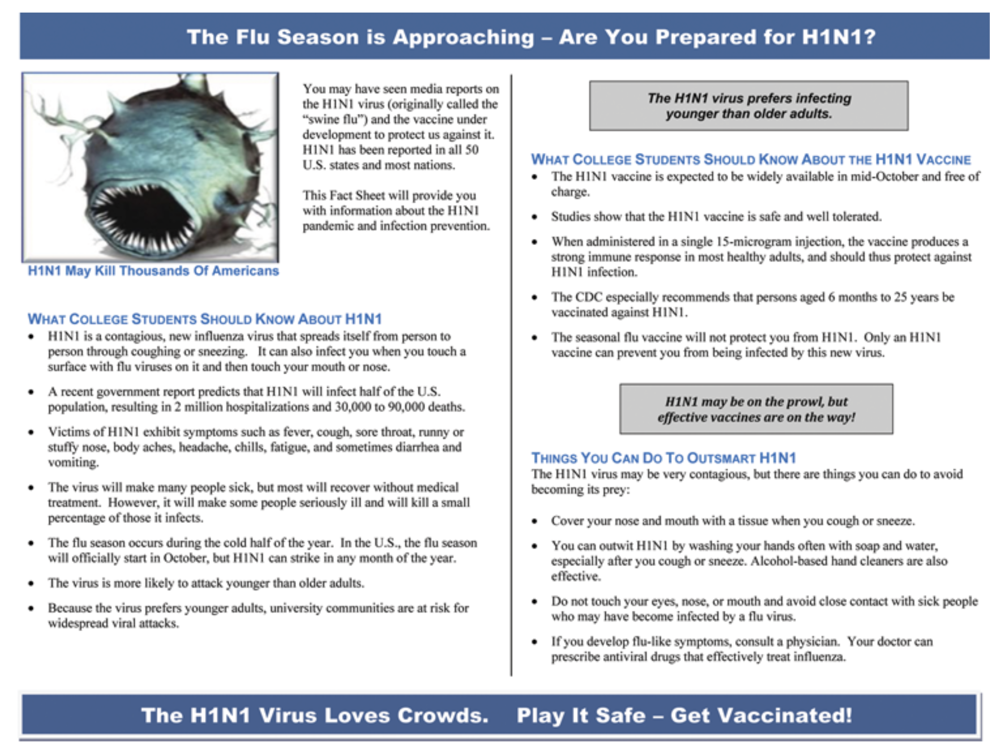 The Flu Season is Approaching – Are You Prepared for H1N1?
You may have seen media reports on
the H1N1 virus (originally called the
“swine flu”) and the vaccine under
development to protect us against it.
H1N1 has been reported in all 50
U.S. states and most nations.
This Fact Sheet will provide you
with information about the H1N1
pandemic and infection prevention.
H1N1 May Kill Thousands Of Americans
WHAT COLLEGE STUDENTS SHOULD KNOW ABOUT H1N1
• H1N1 is a contagious, new influenza virus that spreads itself from person to
person through coughing or sneezing. It can also infect you when you touch a
surface with flu viruses on it and then touch your mouth or nose.
• A recent government report predicts that H1N1 will infect half of the U.S.
population, resulting in 2 million hospitalizations and 30,000 to 90,000 deaths.
• Victims of H1N1 exhibit symptoms such as fever, cough, sore throat, runny or
stuffy nose, body aches, headache, chills, fatigue, and sometimes diarrhea and
vomiting.
• The virus will make many people sick, but most will recover without medical
treatment. However, it will make some people seriously ill and will kill a small
percentage of those it infects.
• The flu season occurs during the cold half of the year. In the U.S., the flu season
will officially start in October, but H1N1 can strike in any month of the year.
• The virus is more likely to attack younger than older adults.
• Because the virus prefers younger adults, university communities are at risk for
widespread viral attacks.
The H1N1 virus prefers infecting
younger than older adults.
WHAT COLLEGE STUDENTS SHOULD KNOW ABOUT THE H1N1 VACCINE
• The H1N1 vaccine is expected to be widely available in mid-October and free of
charge.
• Studies show that the H1N1 vaccine is safe and well tolerated.
• When administered in a single 15-microgram injection, the vaccine produces a
strong immune response in most healthy adults, and should thus protect against
H1N1 infection.
• The CDC especially recommends that persons aged 6 months to 25 years be
vaccinated against H1N1.
• The seasonal flu vaccine will not protect you from H1N1. Only an H1N1
vaccine can prevent you from being infected by this new virus.
H1N1 may be on the prowl, but
effective vaccines are on the way!
THINGS YOU CAN DO TO OUTSMART H1N1
The H1N1 virus may be very contagious, but there are things you can do to avoid
becoming its prey:
• Cover your nose and mouth with a tissue when you cough or sneeze.
• You can outwit H1N1 by washing your hands often with soap and water,
especially after you cough or sneeze. Alcohol-based hand cleaners are also
effective.
• Do not touch your eyes, nose, or mouth and avoid close contact with sick people
who may have become infected by a flu virus.
• If you develop flu-like symptoms, consult a physician. Your doctor can
prescribe antiviral drugs that effectively treat influenza.
The H1N1 Virus Loves Crowds. Play It Safe – Get Vaccinated!